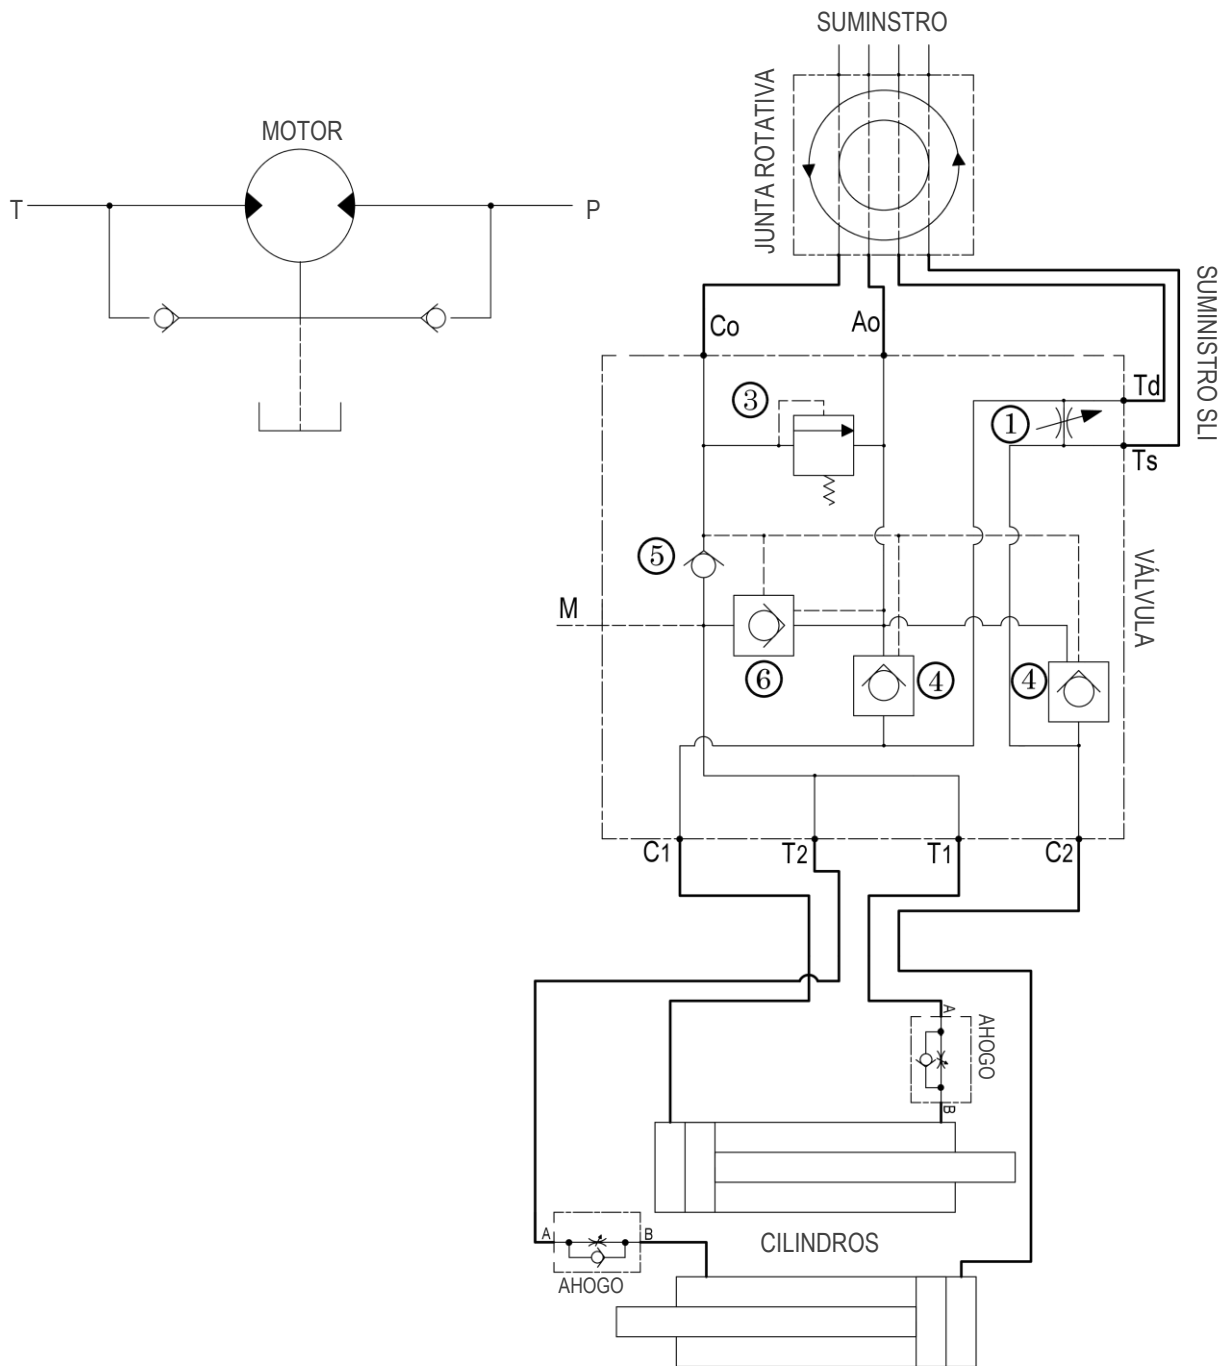 SUMINSTRO
JUNTA ROTATIVA
MOTOR
T
P
SUMINISTRO SLI
Co
Ao
Td
3
1
Ts
5
VÁLVULA
M
6
4
4
C1
T2
T1
C2
A
AHOGO
B
A
B
CILINDROS
AHOGO